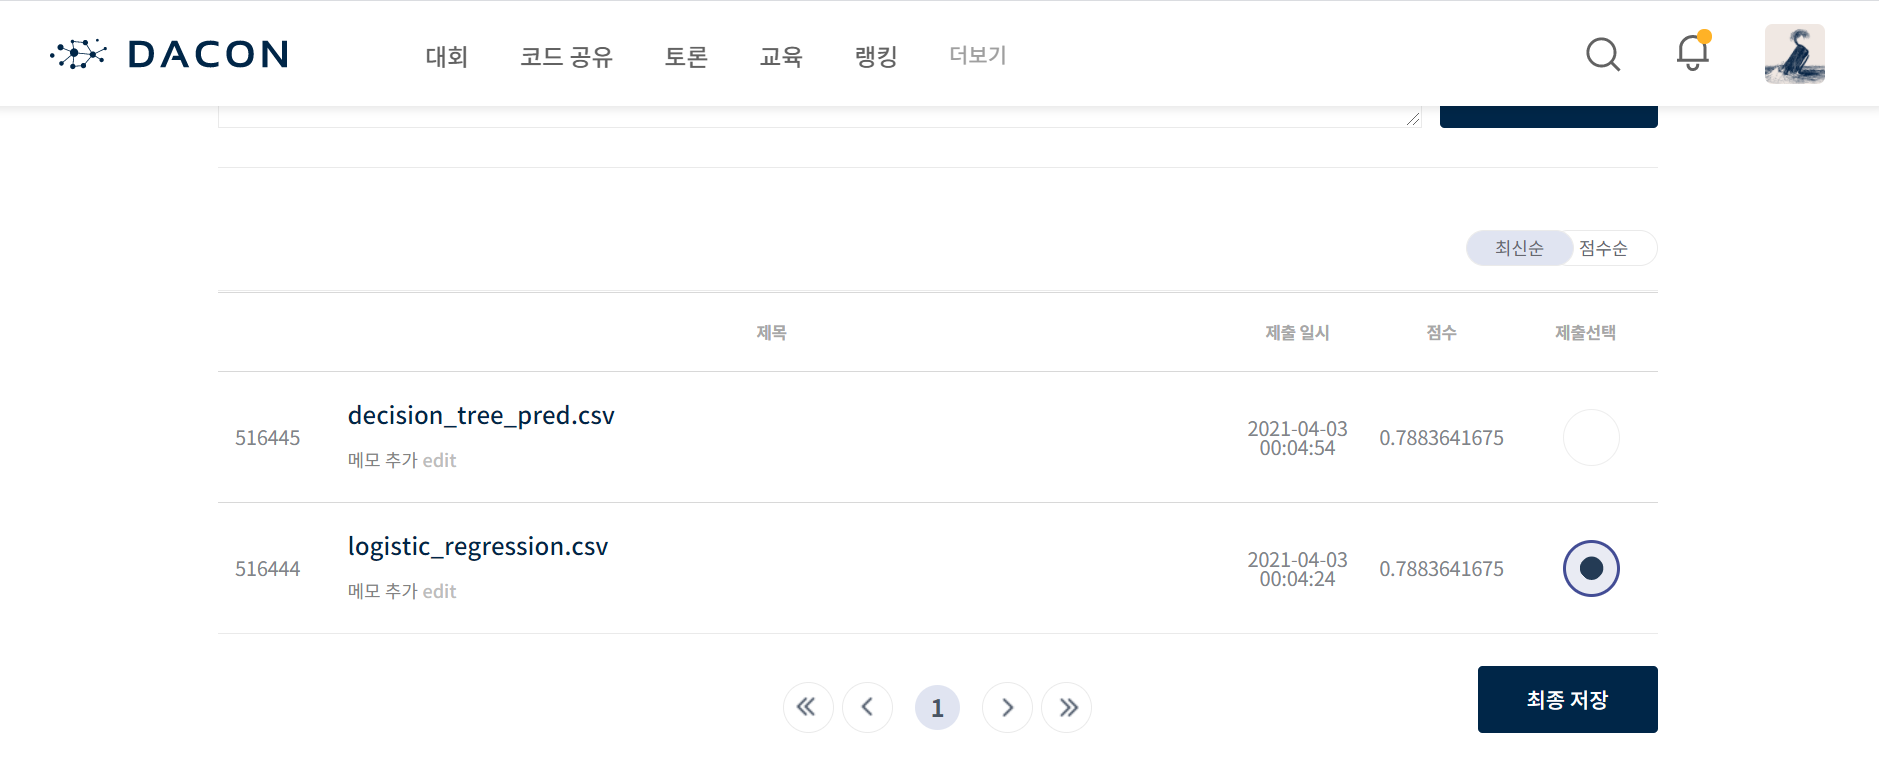 DACON 대회 코드 공유 토론 교육 랭킹 더보기
최신순 점수순
제목 제출 일시 점수 제출선택
516445 decision_tree_pred.csv 2021-04-03 00:04:54 0.7883641675
메모 추가 edit
516444 logistic_regression.csv 2021-04-03 00:04:24 0.7883641675
메모 추가 edit
1
최종 저장